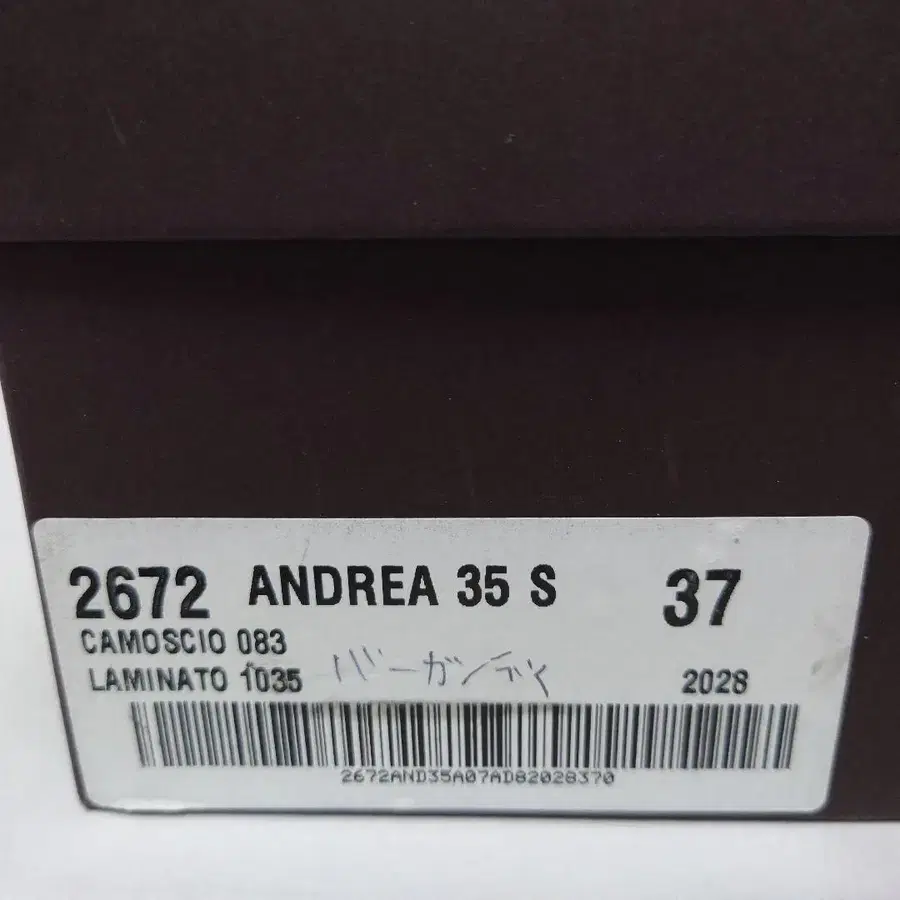 2672 ANDREA 35 S 37
CAMOSCIO 083
LAMINATO 1035 バーガンディ 2028
2672AND35A07AD82028370